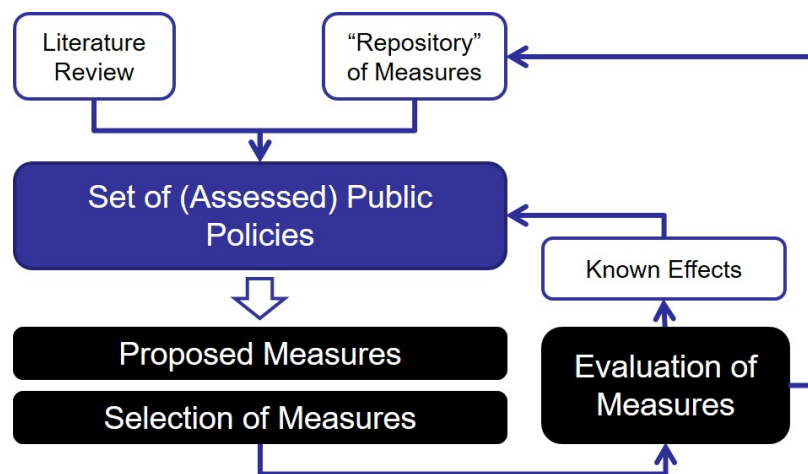 Literature
Review
“Repository”
of Measures
Set of (Assessed) Public
Policies
Known Effects
Proposed Measures
Evaluation of
Measures
Selection of Measures